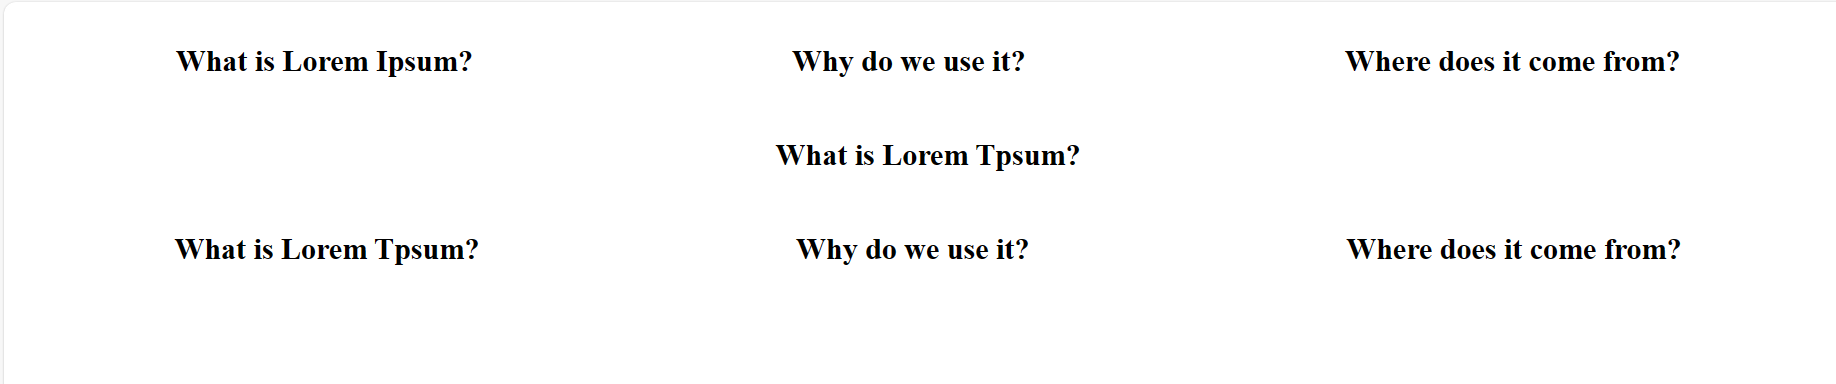 What is Lorem Ipsum? Why do we use it? Where does it come from?
What is Lorem Tpsum?
What is Lorem Tpsum? Why do we use it? Where does it come from?